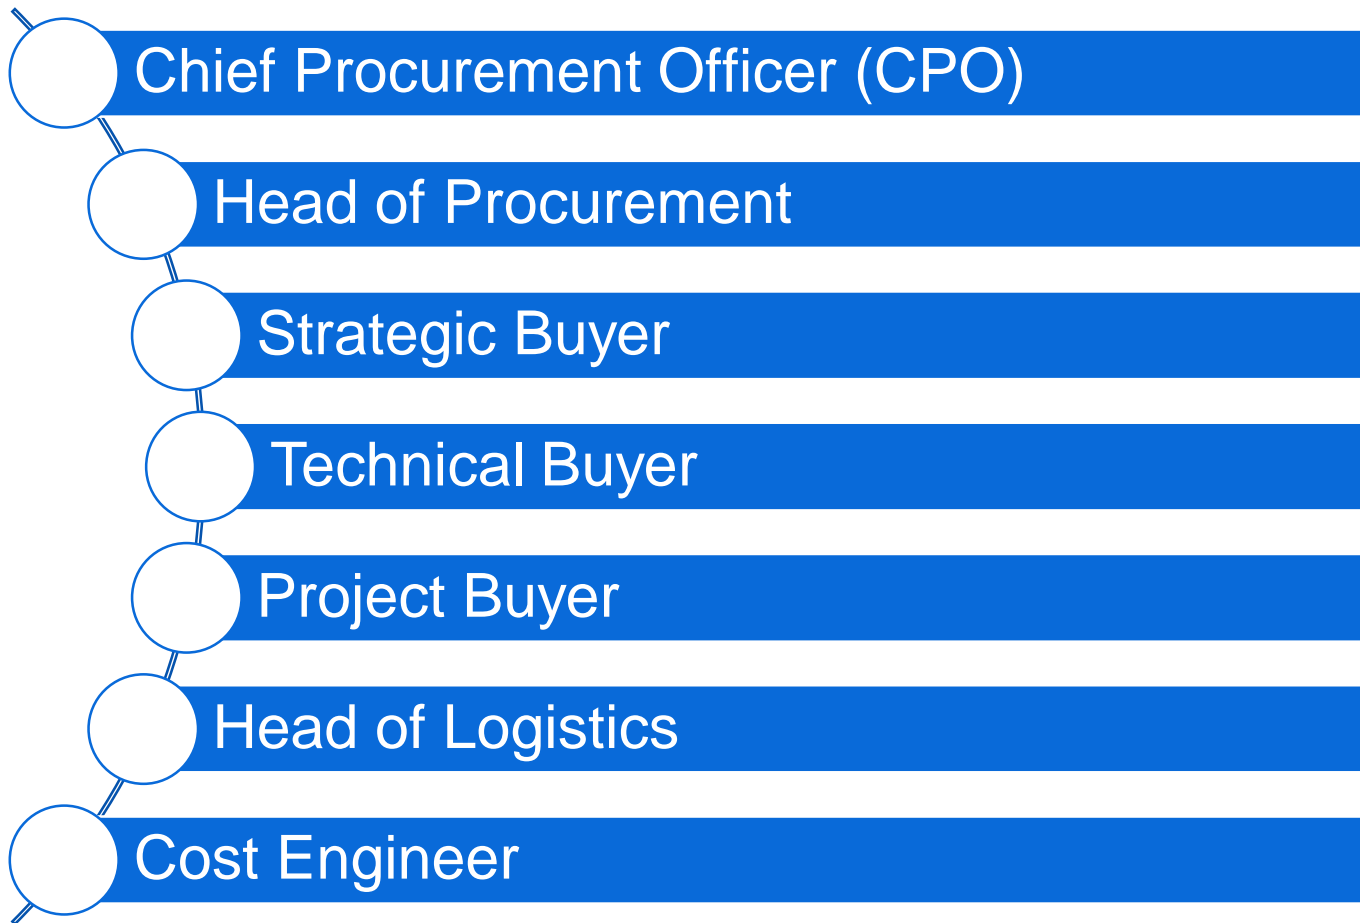 Chief Procurement Officer (CPO)
Head of Procurement
Strategic Buyer
Technical Buyer
Project Buyer
Head of Logistics
Cost Engineer